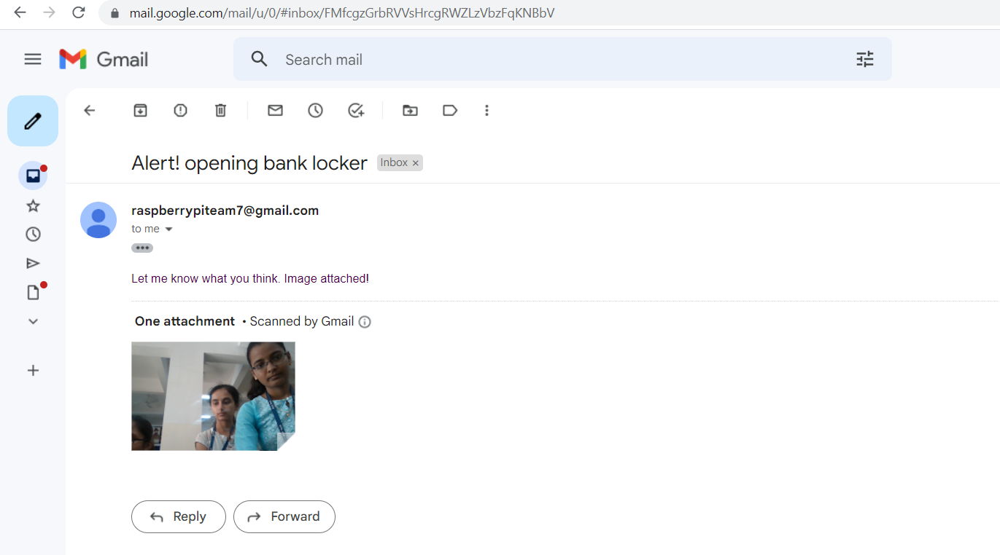 mail.google.com/mail/u/0/#inbox/FMfcgzGrbRVVsHrcgRWZLzVbzFqKNBbV
Gmail
Search mail
Alert! opening bank locker Inbox ×
raspberrypiteam7@gmail.com
to me
Let me know what you think. Image attached!
One attachment • Scanned by Gmail
Reply Forward